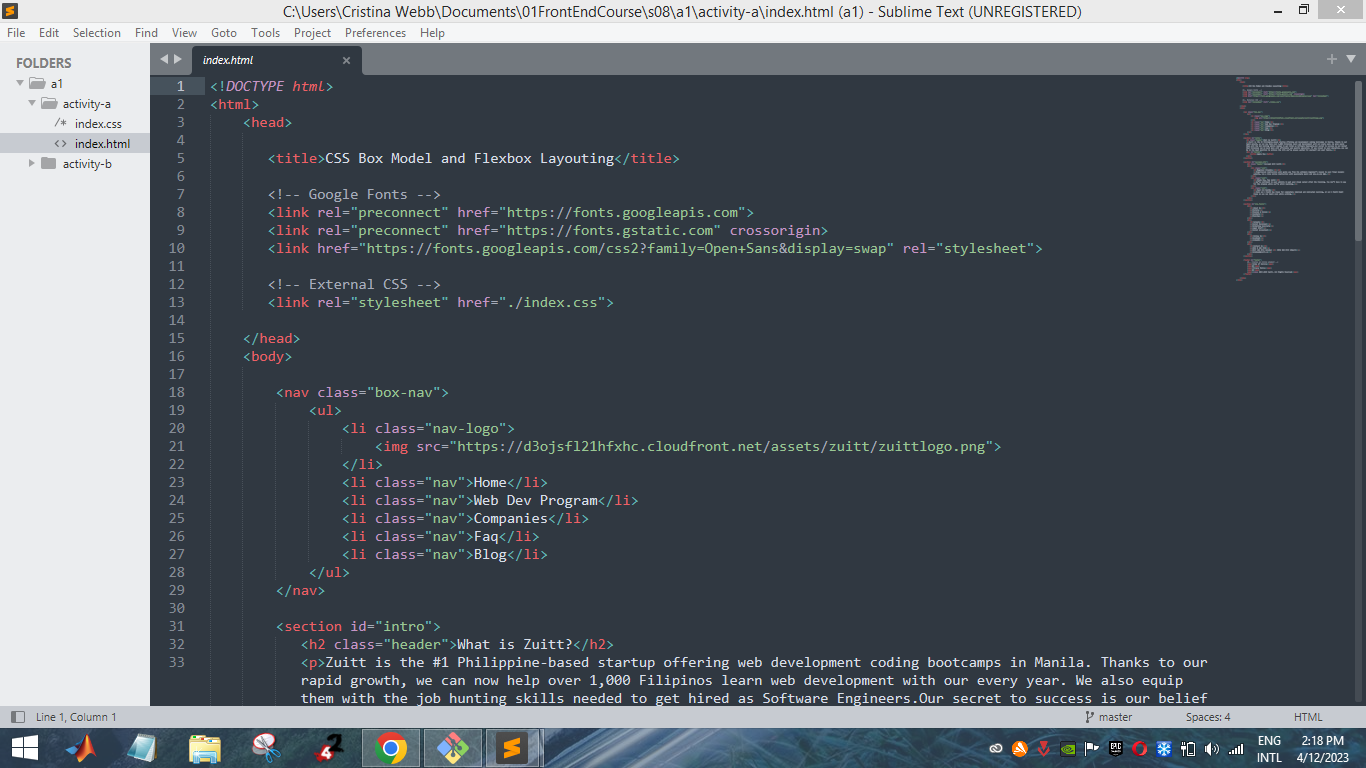 C:\Users\Cristina Webb\Documents\01FrontEndCourse\s08\a1\activity-a\index.html (a1) - Sublime Text (UNREGISTERED)
File Edit Selection Find View Goto Tools Project Preferences Help
FOLDERS
a1
activity-a
/* index.css
<> index.html
activity-b
index.html
1 <!DOCTYPE html>
2 <html>
3 <head>
4
5 <title>CSS Box Model and Flexbox Layouting</title>
6
7 <!-- Google Fonts -->
8 <link rel="preconnect" href="https://fonts.googleapis.com">
9 <link rel="preconnect" href="https://fonts.gstatic.com" crossorigin>
10 <link href="https://fonts.googleapis.com/css2?family=Open+Sans&display=swap" rel="stylesheet">
11
12 <!-- External CSS -->
13 <link rel="stylesheet" href="./index.css">
14
15 </head>
16 <body>
17
18 <nav class="box-nav">
19 <ul>
20 <li class="nav-logo">
21 <img src="https://d3ojsfl21hfxhc.cloudfront.net/assets/zuitt/zuittlogo.png">
22 </li>
23 <li class="nav">Home</li>
24 <li class="nav">Web Dev Program</li>
25 <li class="nav">Companies</li>
26 <li class="nav">Faq</li>
27 <li class="nav">Blog</li>
28 </ul>
29 </nav>
30
31 <section id="intro">
32 <h2 class="header">What is Zuitt?</h2>
33 <p>Zuitt is the #1 Philippine-based startup offering web development coding bootcamps in Manila. Thanks to our
rapid growth, we can now help over 1,000 Filipinos learn web development with our every year. We also equip
them with the job hunting skills needed to get hired as Software Engineers.Our secret to success is our belief
Line 1, Column 1
master
Spaces: 4
HTML
ENG
INTL
2:18 PM
4/12/2023